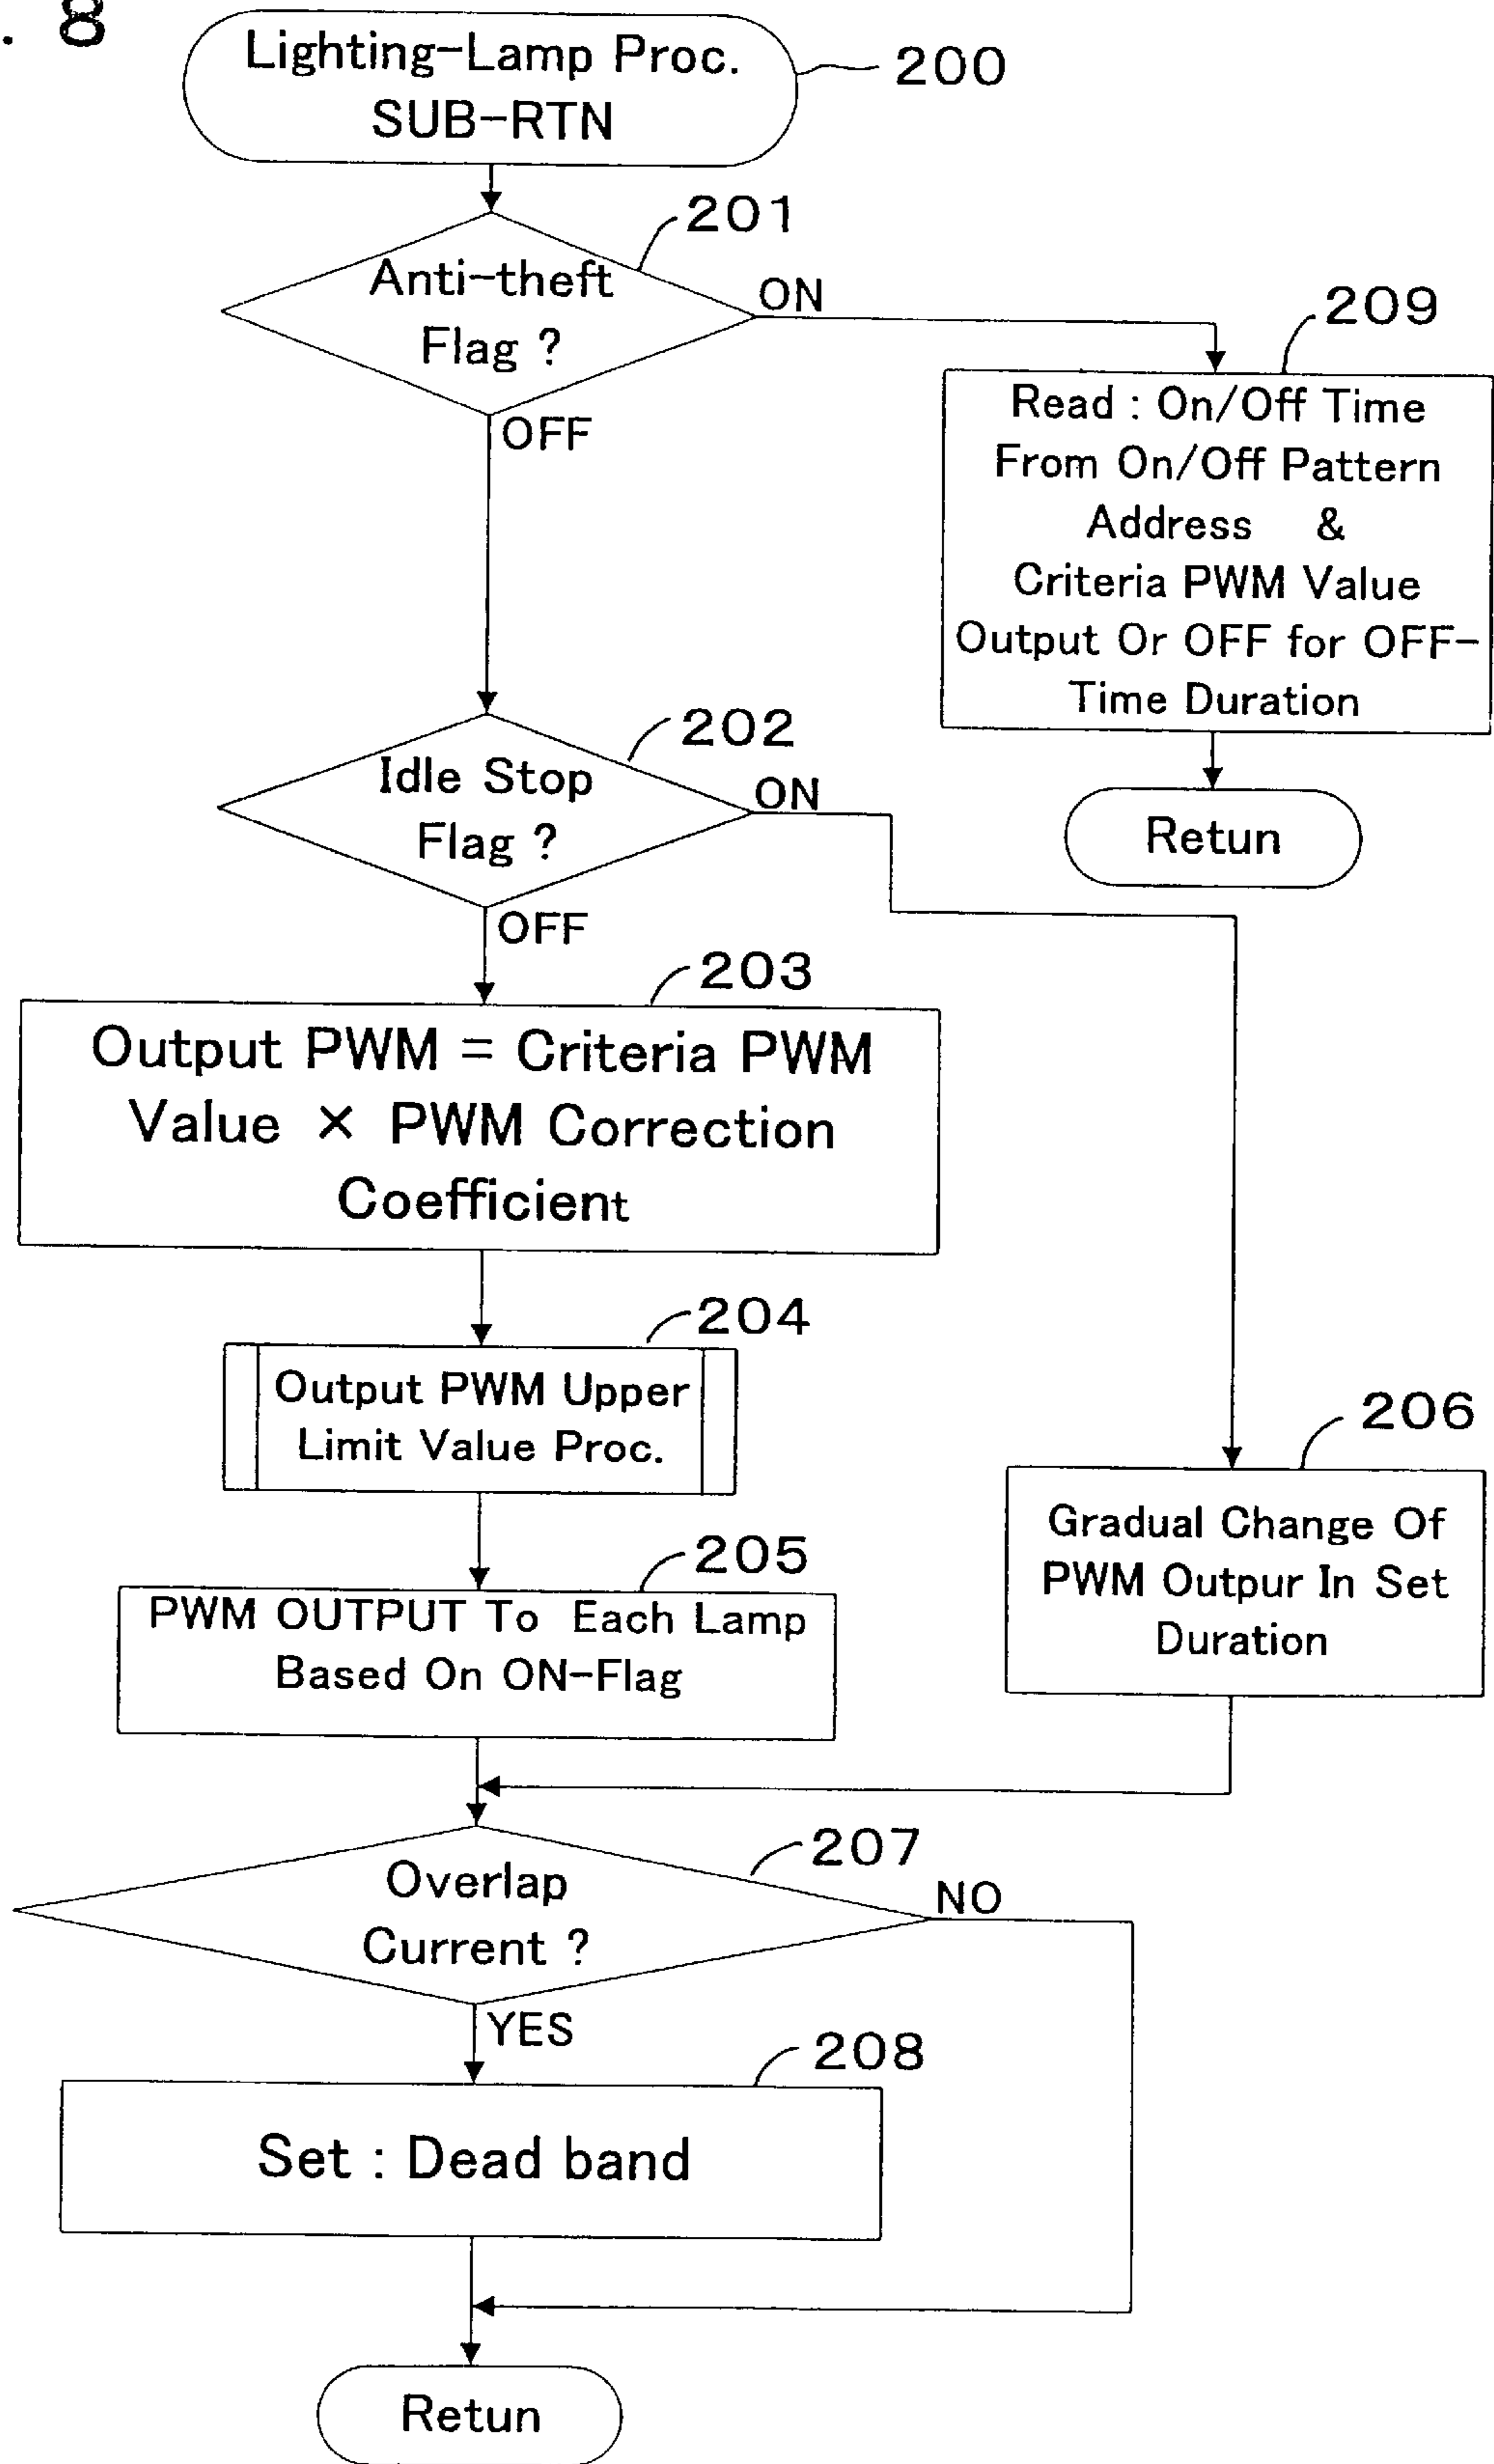 . 8
Lighting-Lamp Proc.
SUB-RTN
200
201
Anti-theft
Flag ?
ON
OFF
209
Read : On/Off Time
From On/Off Pattern
Address &
Criteria PWM Value
Output Or OFF for OFF-
Time Duration
Retun
202
Idle Stop
Flag ?
ON
OFF
203
Output PWM = Criteria PWM
Value × PWM Correction
Coefficient
204
Output PWM Upper
Limit Value Proc.
205
PWM OUTPUT To Each Lamp
Based On ON-Flag
206
Gradual Change Of
PWM Outpur In Set
Duration
207
Overlap
Current ?
NO
YES
208
Set : Dead band
Retun